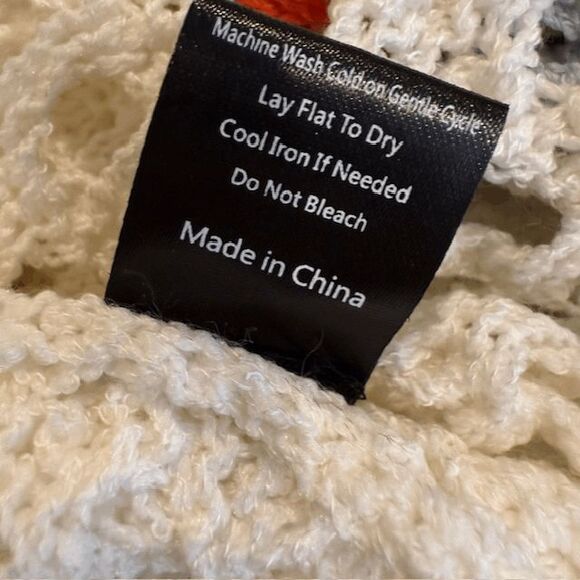 Machine Wash Cold on Gentle Cycle
Lay Flat To Dry
Cool Iron If Needed
Do Not Bleach
Made in China